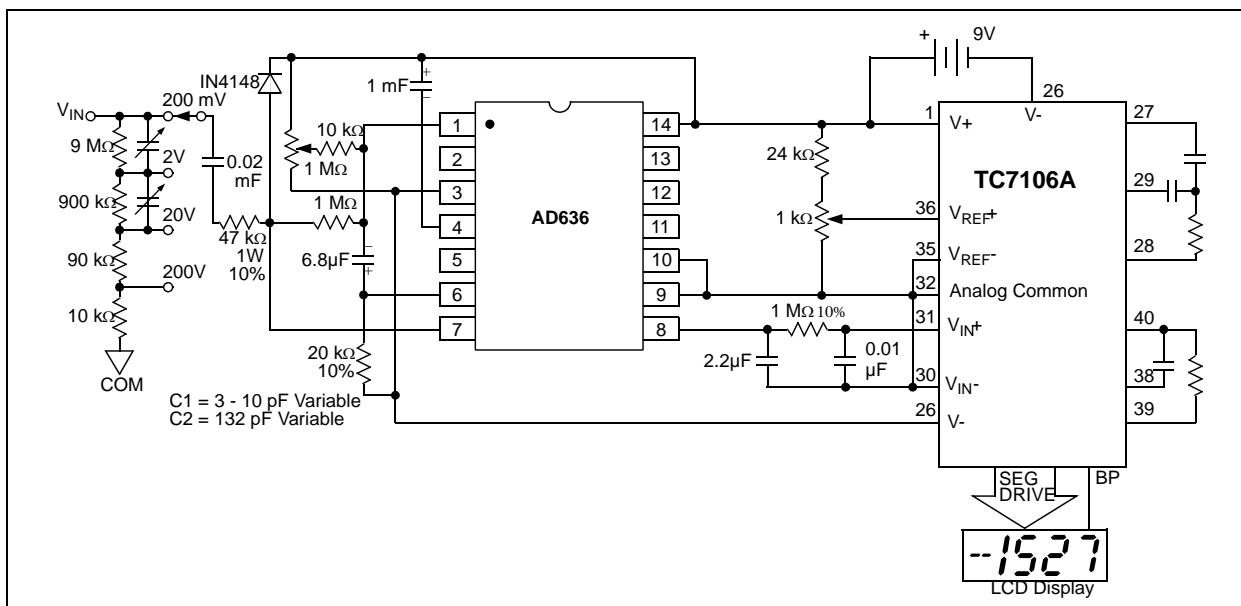 9V
+
26
V-
IN4148
1 mF
+
–
VIN
200 mV
9 MΩ
2V
900 kΩ
20V
90 kΩ
200V
10 kΩ
COM
0.02
mF
47 kΩ
1W
10%
10 kΩ
1 MΩ
1 MΩ
6.8µF
–
+
20 kΩ
10%
C1 = 3 - 10 pF Variable
C2 = 132 pF Variable
AD636
1
2
3
4
5
6
7
14
13
12
11
10
9
8
24 kΩ
1 kΩ
1 MΩ 10%
2.2µF
0.01
µF
TC7106A
1 V+
36 VREF+
35 VREF-
32 Analog Common
31 VIN+
30 VIN-
26 V-
27
29
28
40
38
39
SEG
DRIVE
BP
--1527
LCD Display